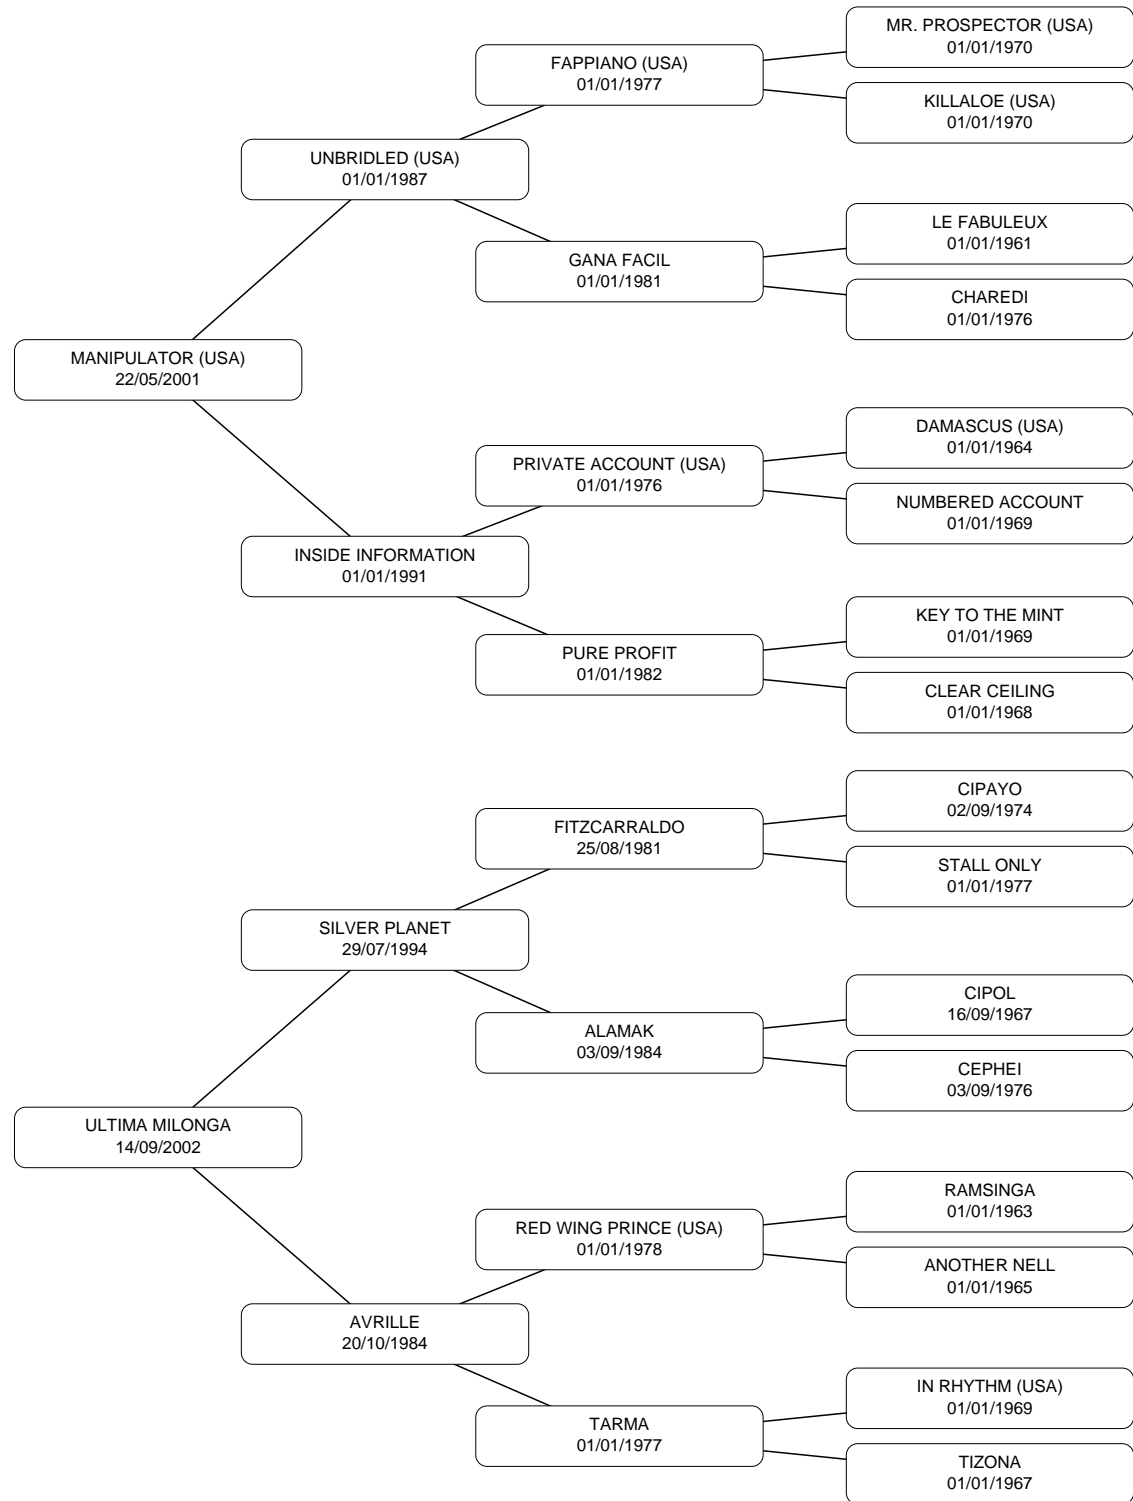 MR. PROSPECTOR (USA)
01/01/1970
FAPPIANO (USA)
01/01/1977
KILLALOE (USA)
01/01/1970
UNBRIDLED (USA)
01/01/1987
LE FABULEUX
01/01/1961
GANA FACIL
01/01/1981
CHAREDI
01/01/1976
MANIPULATOR (USA)
22/05/2001
DAMASCUS (USA)
01/01/1964
PRIVATE ACCOUNT (USA)
01/01/1976
NUMBERED ACCOUNT
01/01/1969
INSIDE INFORMATION
01/01/1991
KEY TO THE MINT
01/01/1969
PURE PROFIT
01/01/1982
CLEAR CEILING
01/01/1968
CIPAYO
02/09/1974
FITZCARRALDO
25/08/1981
STALL ONLY
01/01/1977
SILVER PLANET
29/07/1994
CIPOL
16/09/1967
ALAMAK
03/09/1984
CEPHEI
03/09/1976
ULTIMA MILONGA
14/09/2002
RAMSINGA
01/01/1963
RED WING PRINCE (USA)
01/01/1978
ANOTHER NELL
01/01/1965
AVRILLE
20/10/1984
IN RHYTHM (USA)
01/01/1969
TARMA
01/01/1977
TIZONA
01/01/1967